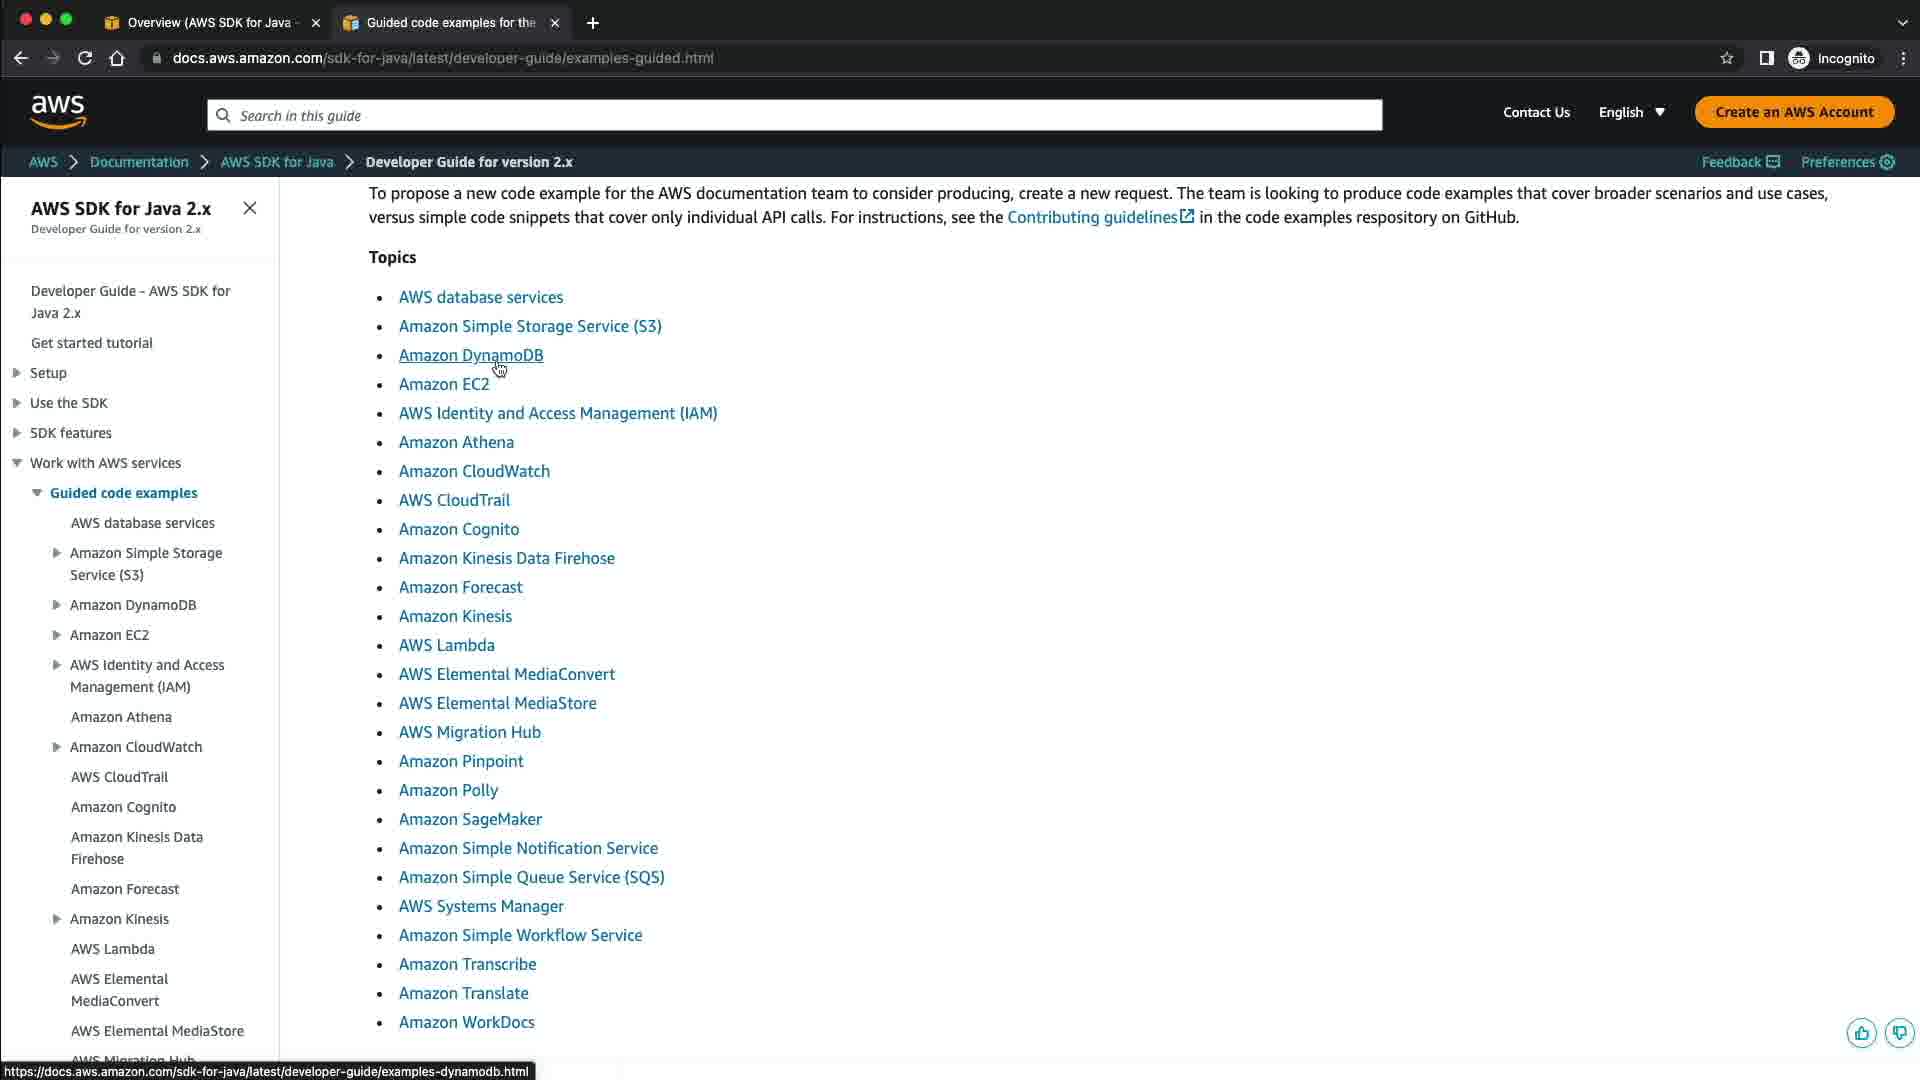 Overview (AWS SDK for Java -
Guided code examples for the
docs.aws.amazon.com/sdk-for-java/latest/developer-guide/examples-guided.html
Incognito
aws
Search in this guide
Contact Us
English
Create an AWS Account
AWS
Documentation
AWS SDK for Java
Developer Guide for version 2.x
Feedback
Preferences
AWS SDK for Java 2.x
Developer Guide for version 2.x
Developer Guide - AWS SDK for
Java 2.x
Get started tutorial
Setup
Use the SDK
SDK features
Work with AWS services
Guided code examples
AWS database services
Amazon Simple Storage
Service (S3)
Amazon DynamoDB
Amazon EC2
AWS Identity and Access
Management (IAM)
Amazon Athena
Amazon CloudWatch
AWS CloudTrail
Amazon Cognito
Amazon Kinesis Data
Firehose
Amazon Forecast
Amazon Kinesis
AWS Lambda
AWS Elemental
MediaConvert
AWS Elemental MediaStore
AWS Migration Hub
To propose a new code example for the AWS documentation team to consider producing, create a new request. The team is looking to produce code examples that cover broader scenarios and use cases,
versus simple code snippets that cover only individual API calls. For instructions, see the Contributing guidelines in the code examples respository on GitHub.
Topics
AWS database services
Amazon Simple Storage Service (S3)
Amazon DynamoDB
Amazon EC2
AWS Identity and Access Management (IAM)
Amazon Athena
Amazon CloudWatch
AWS CloudTrail
Amazon Cognito
Amazon Kinesis Data Firehose
Amazon Forecast
Amazon Kinesis
AWS Lambda
AWS Elemental MediaConvert
AWS Elemental MediaStore
AWS Migration Hub
Amazon Pinpoint
Amazon Polly
Amazon SageMaker
Amazon Simple Notification Service
Amazon Simple Queue Service (SQS)
AWS Systems Manager
Amazon Simple Workflow Service
Amazon Transcribe
Amazon Translate
Amazon WorkDocs
https://docs.aws.amazon.com/sdk-for-java/latest/developer-guide/examples-dynamodb.html